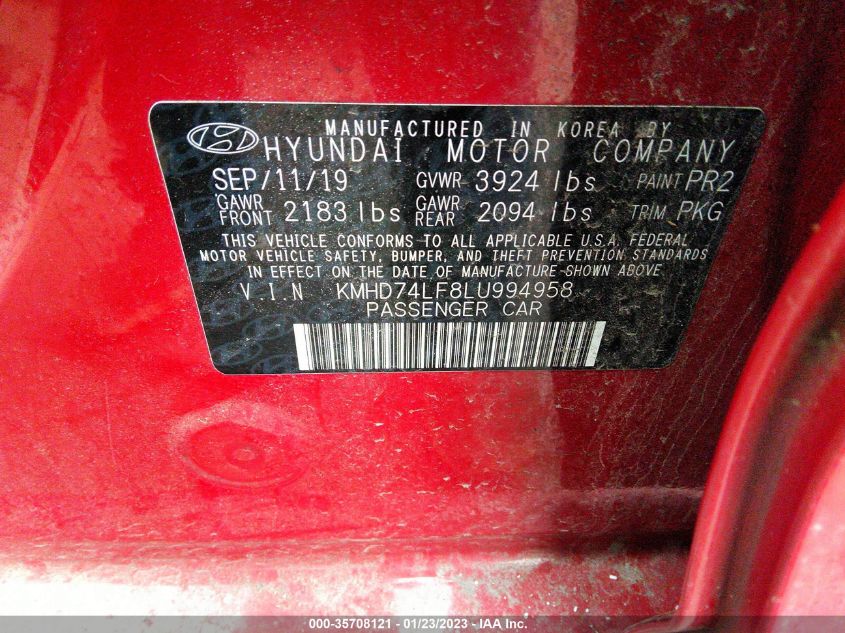 MANUFACTURED IN KOREA BY
HYUNDAI MOTOR COMPANY
SEP/11/19 GVWR 3924 lbs PAINT PR2
GAWR FRONT 2183 lbs GAWR REAR 2094 lbs TRIM PKG
THIS VEHICLE CONFORMS TO ALL APPLICABLE U.S.A. FEDERAL
MOTOR VEHICLE SAFETY, BUMPER, AND THEFT PREVENTION STANDARDS
IN EFFECT ON THE DATE OF MANUFACTURE SHOWN ABOVE.
V I N KMHD74LF8LU994958
PASSENGER CAR
000-35708121 - 01/23/2023 - © IAA Inc.